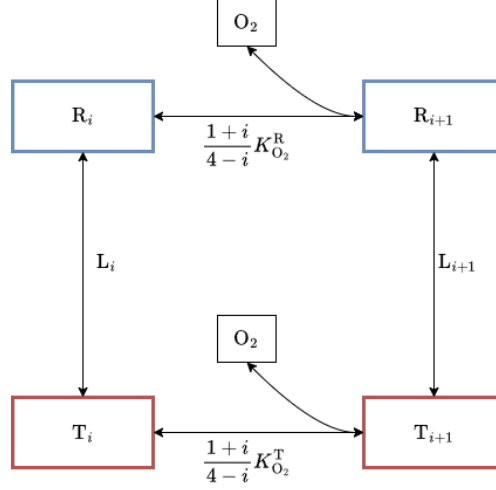 O₂
Rᵢ
Rᵢ₊₁
(1+i)/(4−i) K^R_O₂
Lᵢ
Lᵢ₊₁
O₂
Tᵢ
Tᵢ₊₁
(1+i)/(4−i) K^T_O₂